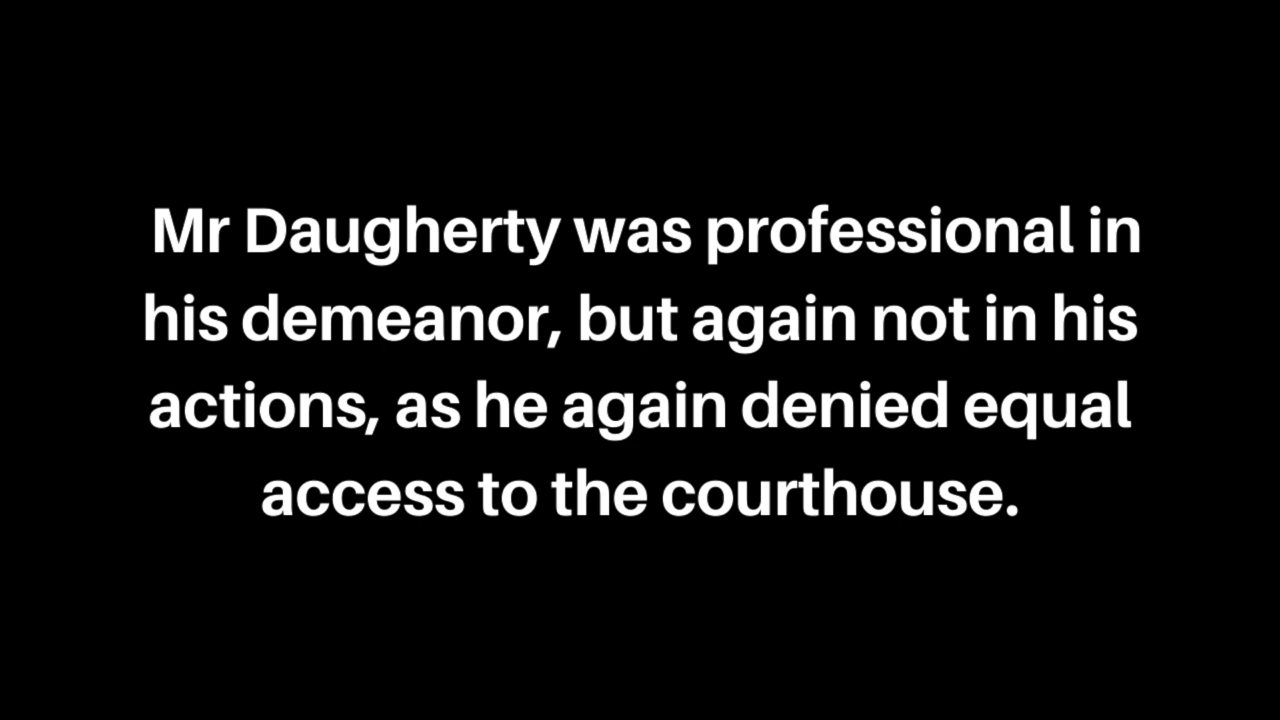 Mr Daugherty was professional in
his demeanor, but again not in his
actions, as he again denied equal
access to the courthouse.